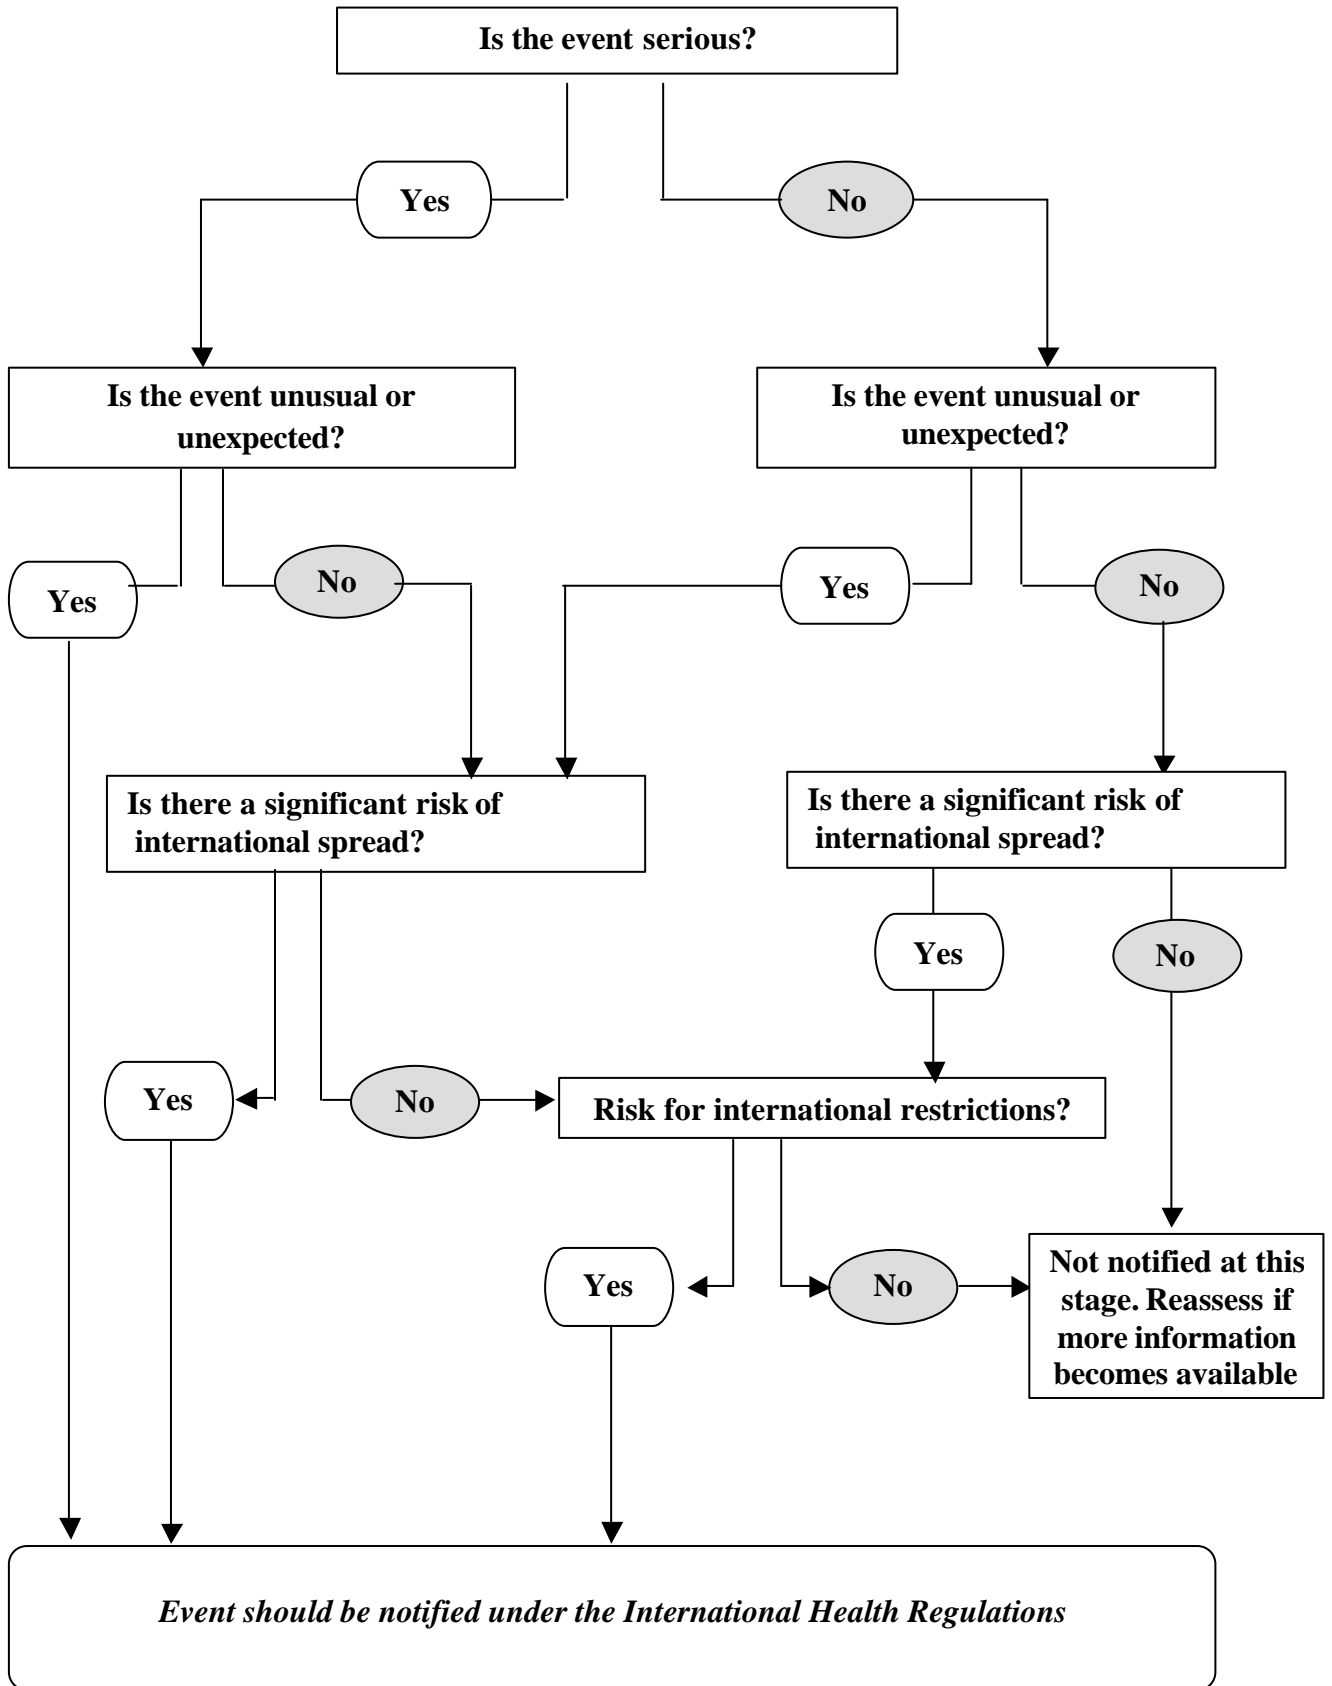 Is the event serious?
Yes
No
Is the event unusual or
unexpected?
Is the event unusual or
unexpected?
Yes
No
Yes
No
Is there a significant risk of
international spread?
Is there a significant risk of
international spread?
Yes
No
Yes
No
Risk for international restrictions?
Yes
No
Not notified at this
stage. Reassess if
more information
becomes available
Event should be notified under the International Health Regulations